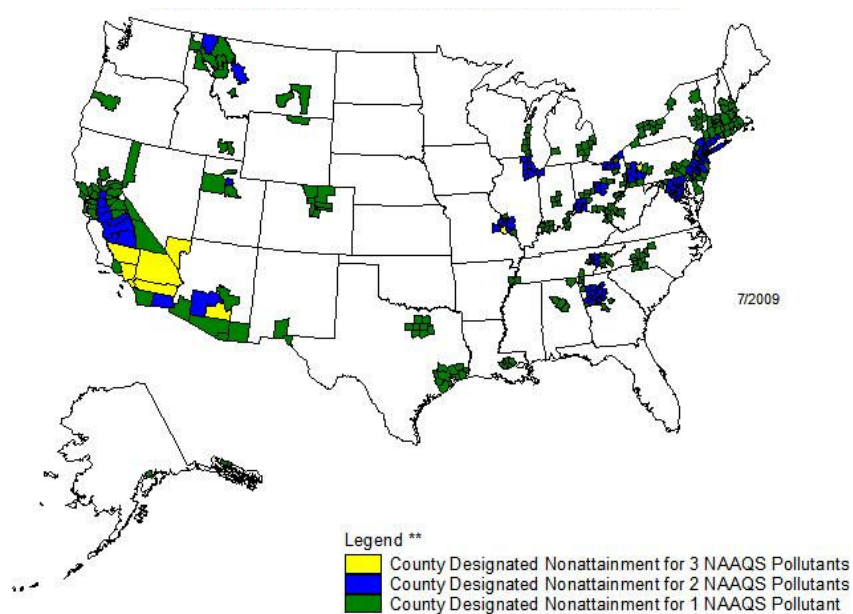 7/2009
Legend **
County Designated Nonattainment for 3 NAAQS Pollutants
County Designated Nonattainment for 2 NAAQS Pollutants
County Designated Nonattainment for 1 NAAQS Pollutant